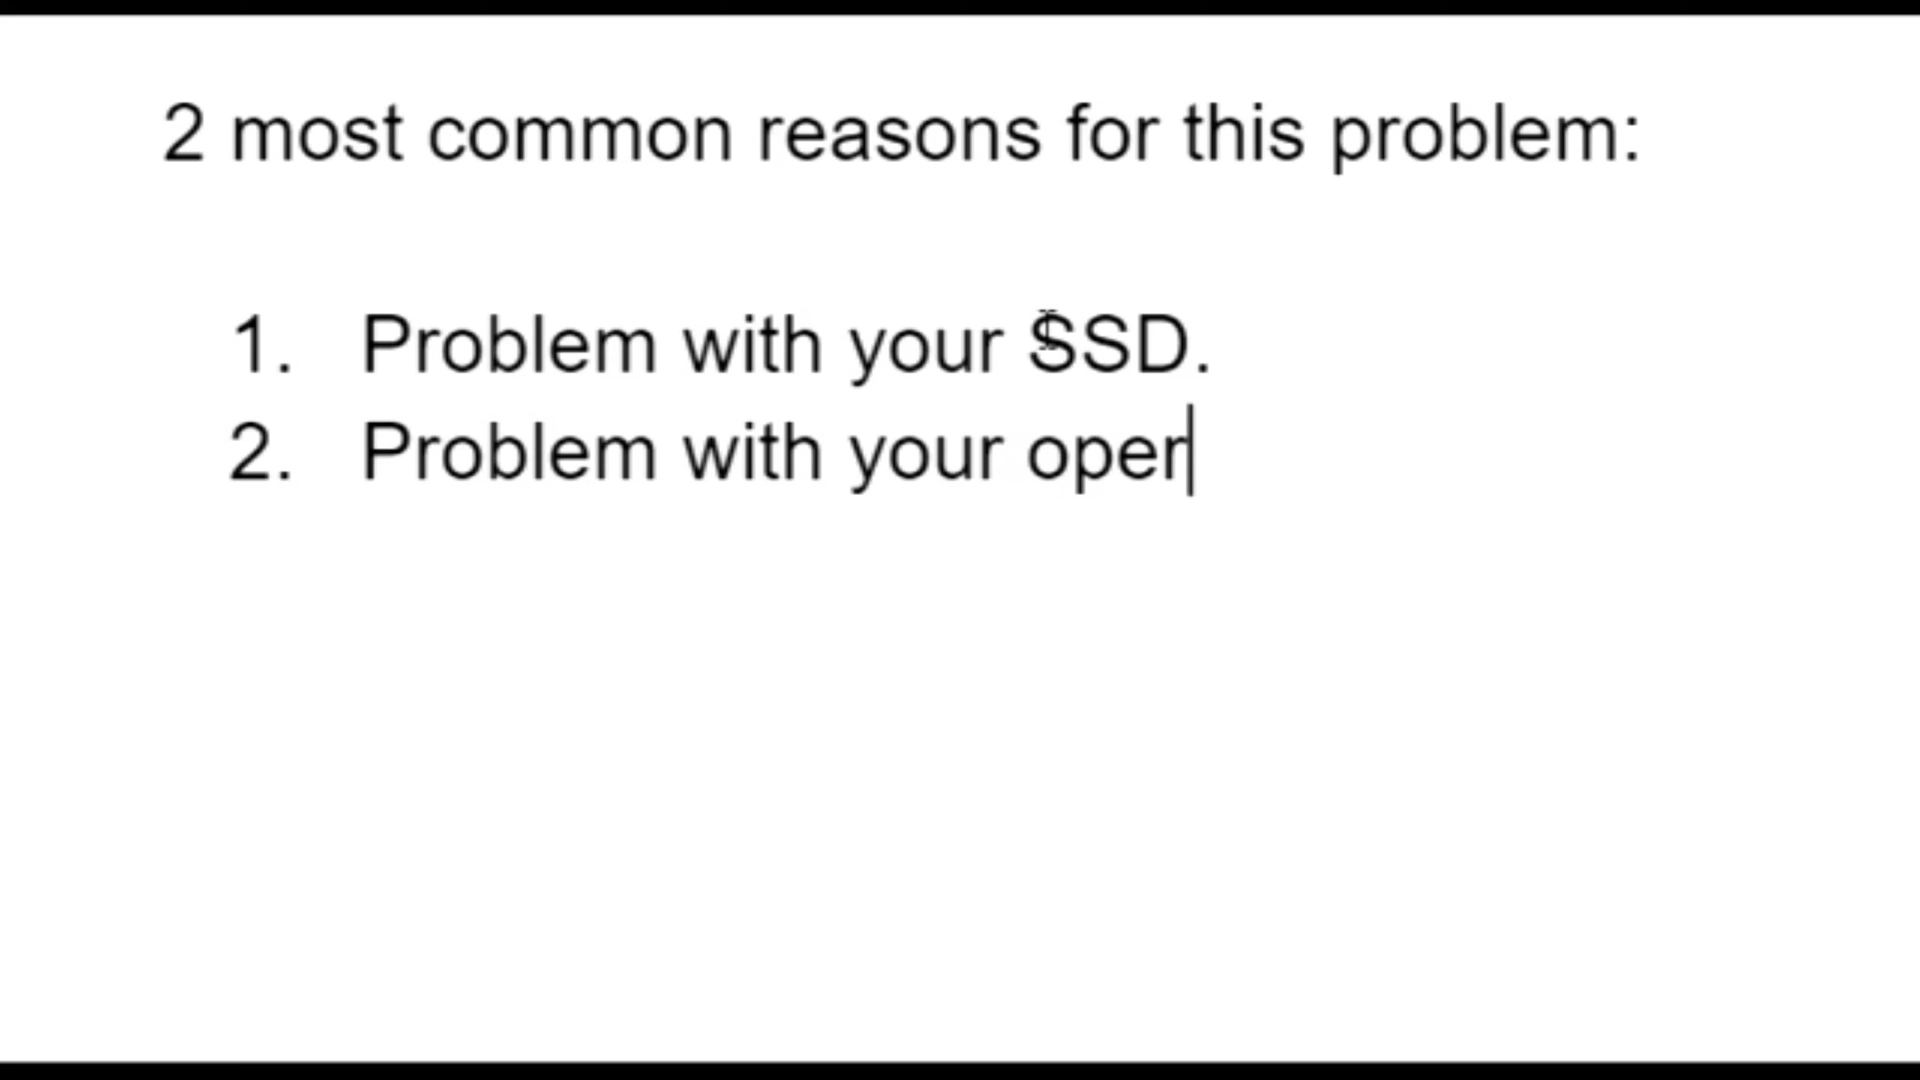 2 most common reasons for this problem:
1. Problem with your SSD.
2. Problem with your oper